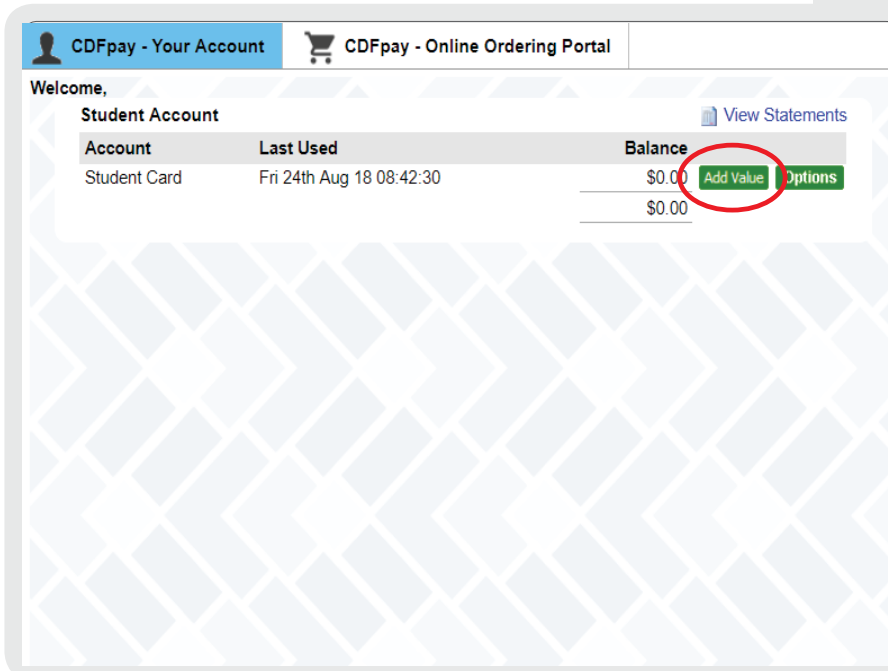 CDFpay - Your Account CDFpay - Online Ordering Portal
Welcome,
Student Account View Statements
Account Last Used Balance
Student Card Fri 24th Aug 18 08:42:30 $0.00 Add Value Options
$0.00